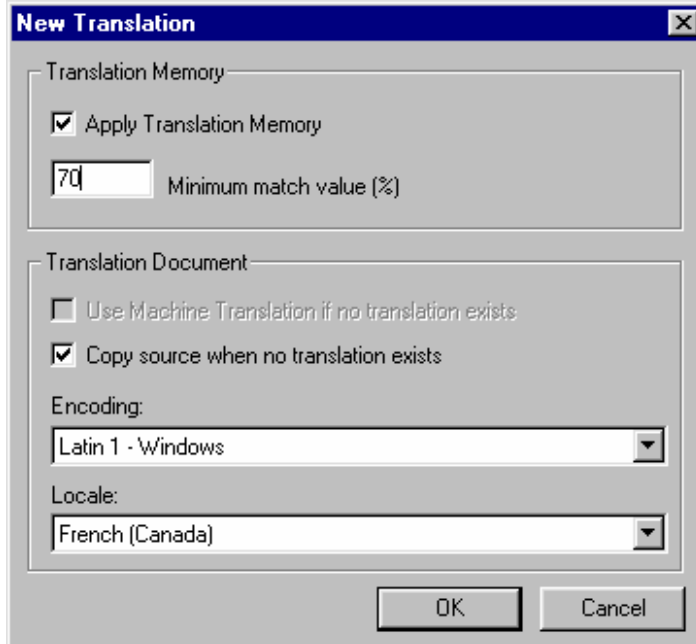 New Translation
Translation Memory
Apply Translation Memory
70 Minimum match value (%)
Translation Document
Use Machine Translation if no translation exists
Copy source when no translation exists
Encoding:
Latin 1 - Windows
Locale:
French (Canada)
OK Cancel